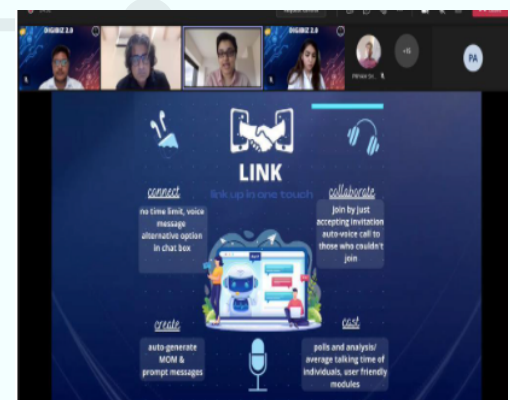 DIGIBIZ 2.0
DIGIBIZ 2.0
+6
PA
LINK
link up in one touch
connect
no time limit, voice
message
alternative option
in chat box
collaborate
join by just
accepting invitation
auto-voice call to
those who couldn't
join
create
auto-generate
MOM &
prompt messages
cast
polls and analysis/
average talking time of
individuals, user friendly
modules